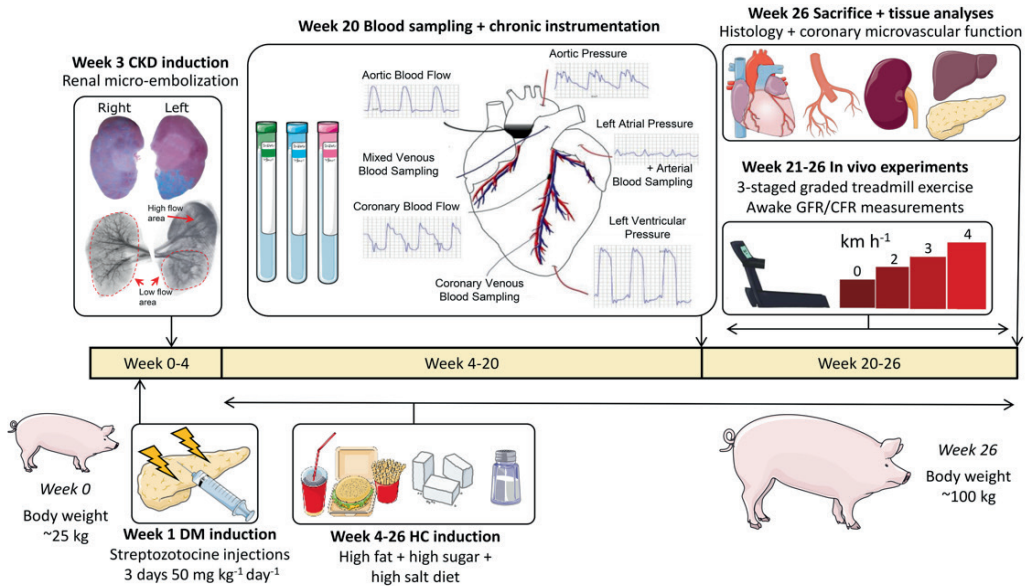 Week 3 CKD induction
Renal micro-embolization
Right
Left
High flow
area
Low flow
area
Week 20 Blood sampling + chronic instrumentation
Aortic Blood Flow
Aortic Pressure
Mixed Venous
Blood Sampling
Left Atrial Pressure
+ Arterial
Blood Sampling
Coronary Blood Flow
Left Ventricular
Pressure
Coronary Venous
Blood Sampling
Week 26 Sacrifice + tissue analyses
Histology + coronary microvascular function
Week 21-26 In vivo experiments
3-staged graded treadmill exercise
Awake GFR/CFR measurements
km h⁻¹
0
2
3
4
Week 0-4
Week 4-20
Week 20-26
Week 0
Body weight
~25 kg
Week 1 DM induction
Streptozotocine injections
3 days 50 mg kg⁻¹ day⁻¹
Week 4-26 HC induction
High fat + high sugar +
high salt diet
Week 26
Body weight
~100 kg